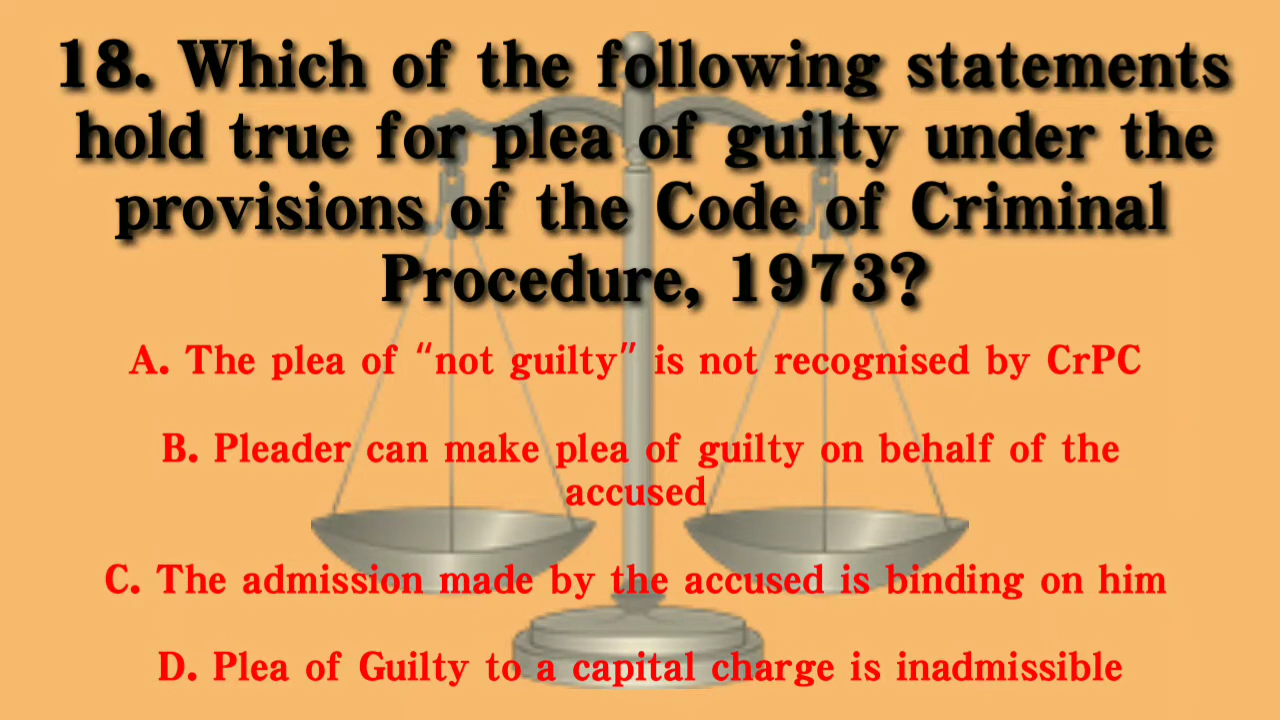 18. Which of the following statements
hold true for plea of guilty under the
provisions of the Code of Criminal
Procedure, 1973?
A. The plea of “not guilty” is not recognised by CrPC
B. Pleader can make plea of guilty on behalf of the
accused
C. The admission made by the accused is binding on him
D. Plea of Guilty to a capital charge is inadmissible